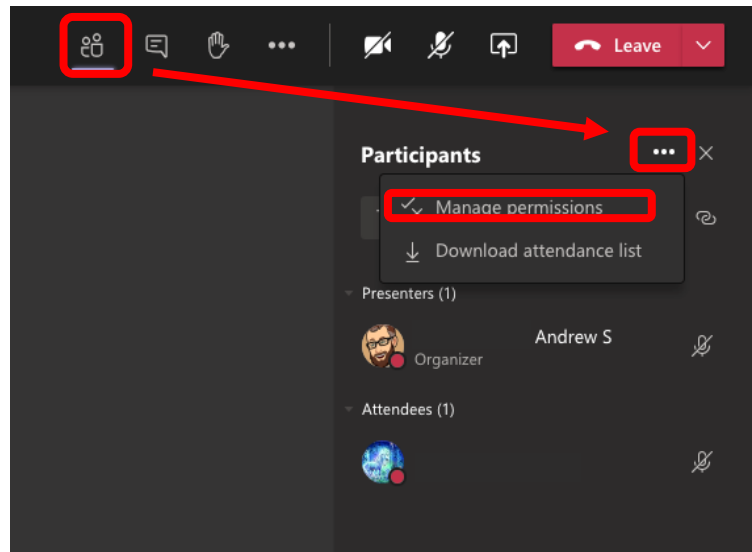 Leave
Participants
Manage permissions
Download attendance list
Presenters (1)
Andrew S
Organizer
Attendees (1)